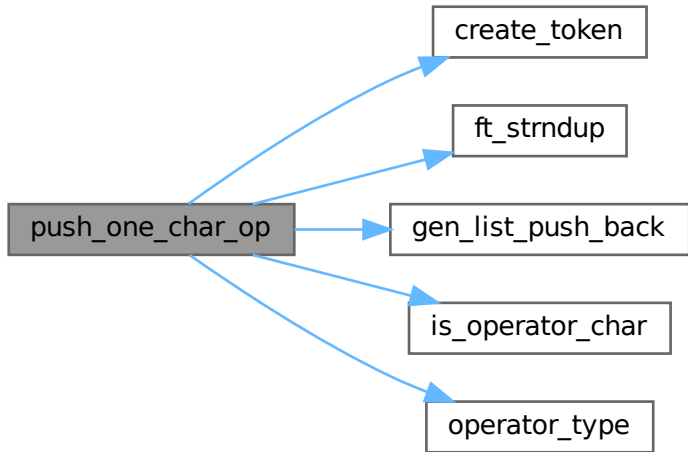 create_token
ft_strndup
push_one_char_op
gen_list_push_back
is_operator_char
operator_type